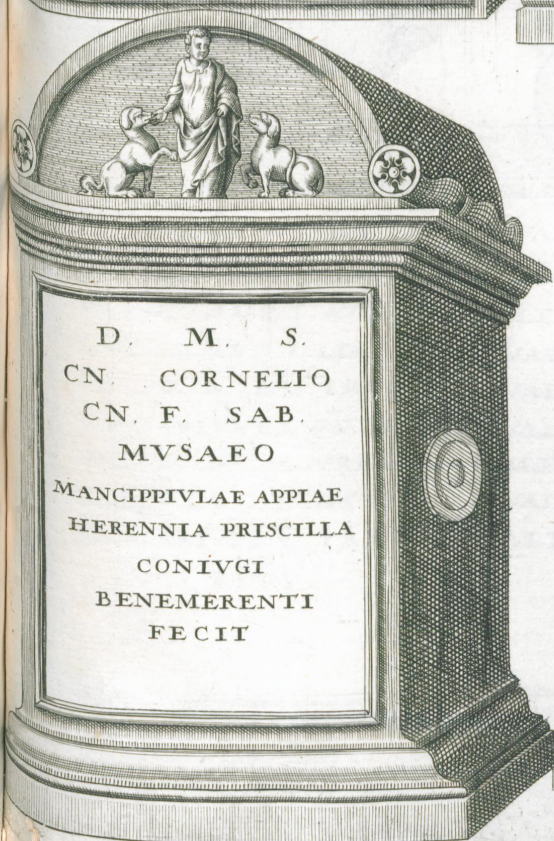 D. M. S.
CN. CORNELIO
CN. F. SAB.
MVSAEO
MANCIPPIVLAE APPIAE
HERENNIA PRISCILLA
CONIVGI
BENEMERENTI
FECIT